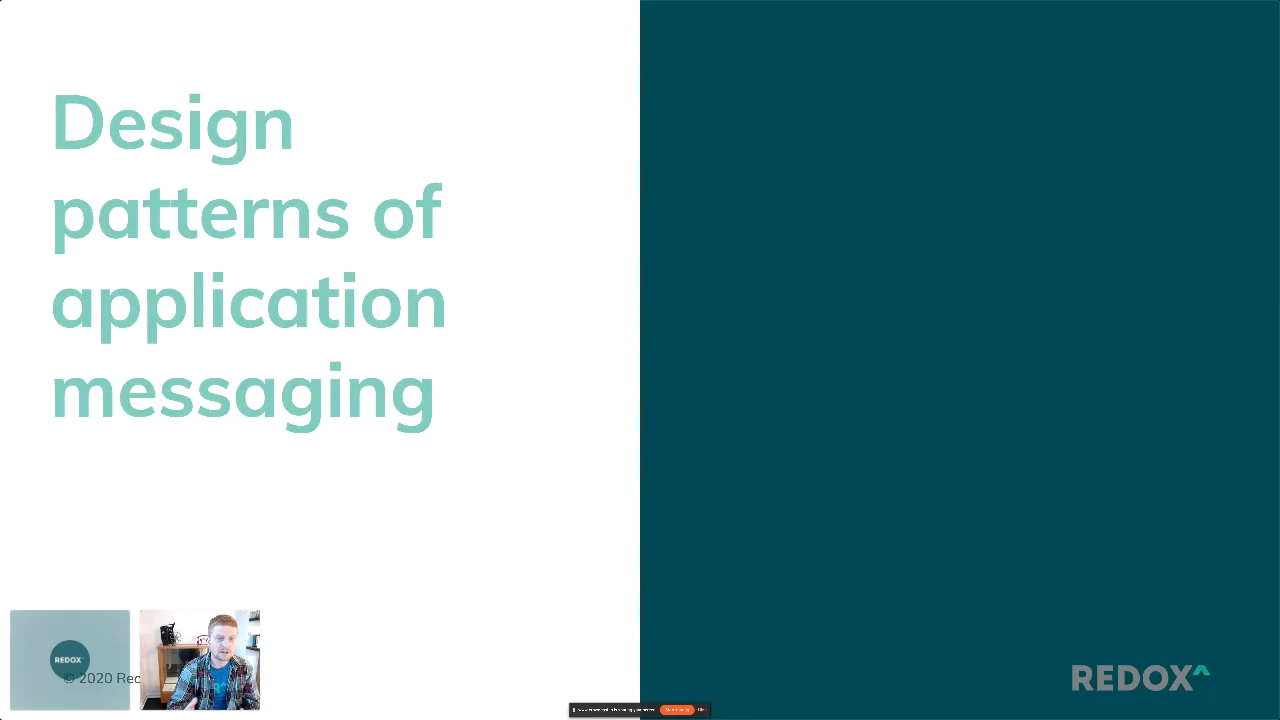 Design
patterns of
application
messaging
REDOX
© 2020 Rec
REDOX